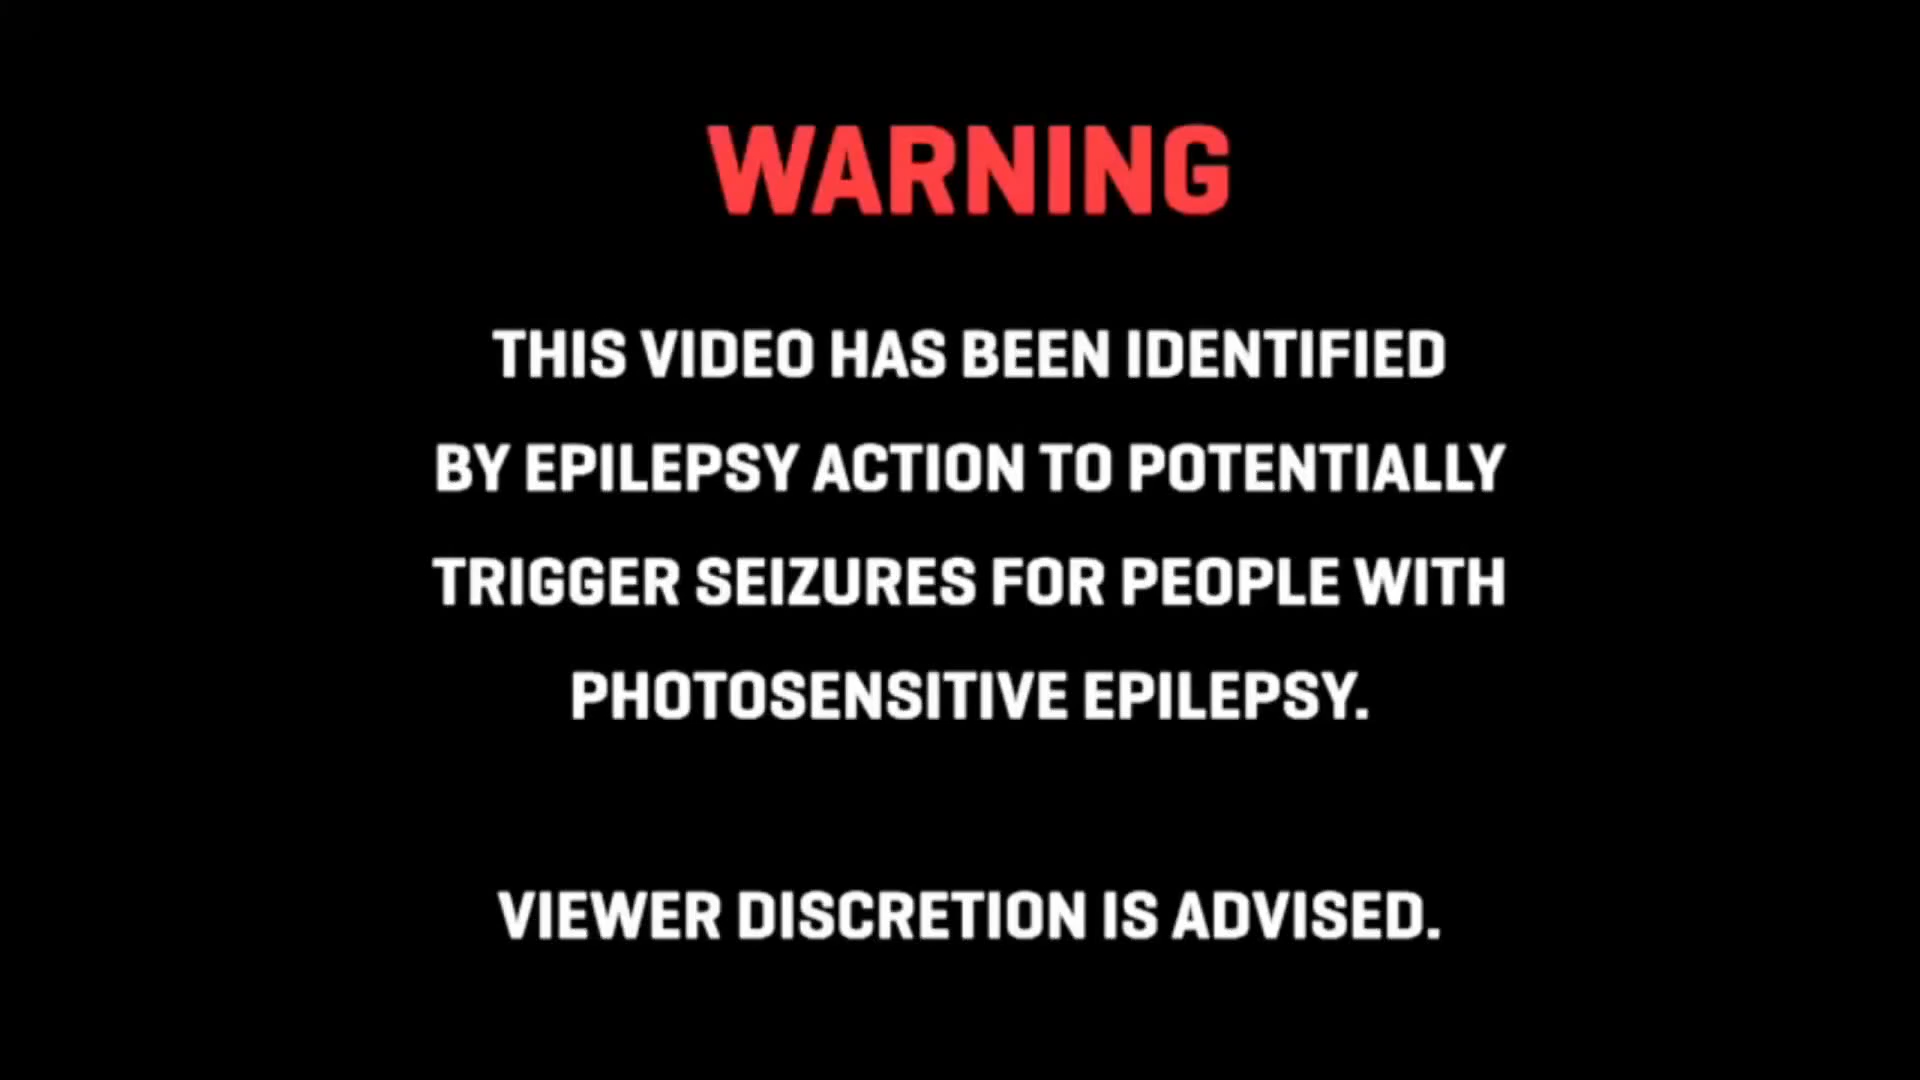 WARNING
THIS VIDEO HAS BEEN IDENTIFIED
BY EPILEPSY ACTION TO POTENTIALLY
TRIGGER SEIZURES FOR PEOPLE WITH
PHOTOSENSITIVE EPILEPSY.
VIEWER DISCRETION IS ADVISED.